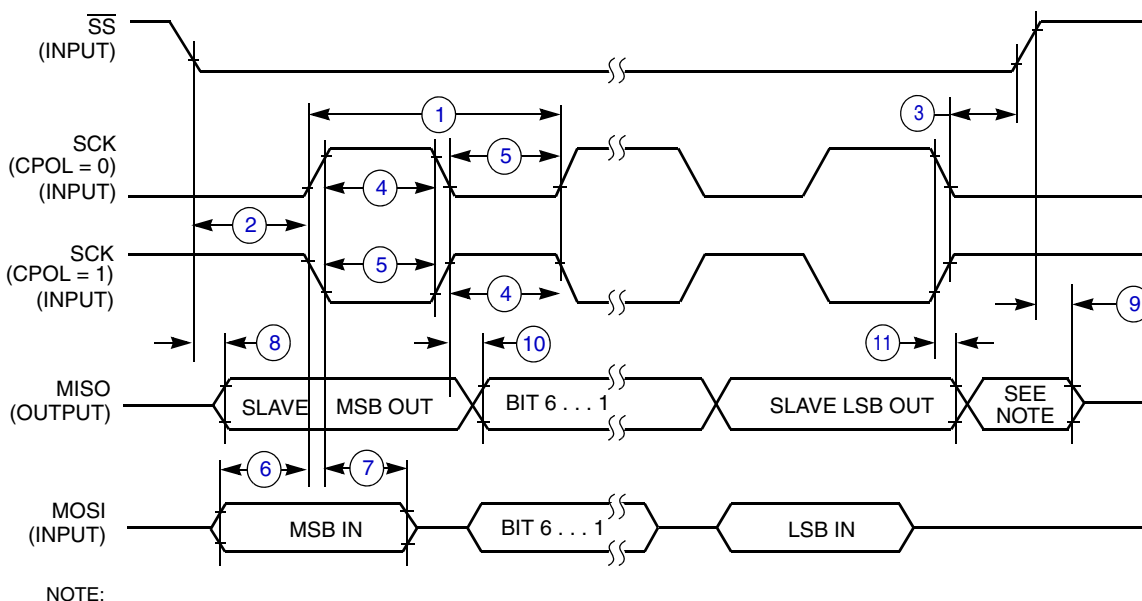 SS
(INPUT)
1
3
SCK
(CPOL = 0)
(INPUT)
5
4
2
SCK
(CPOL = 1)
(INPUT)
5
4
9
8
10
11
MISO
(OUTPUT)
SLAVE MSB OUT
BIT 6 . . . 1
SLAVE LSB OUT
SEE
NOTE
6
7
MOSI
(INPUT)
MSB IN
BIT 6 . . . 1
LSB IN
NOTE: